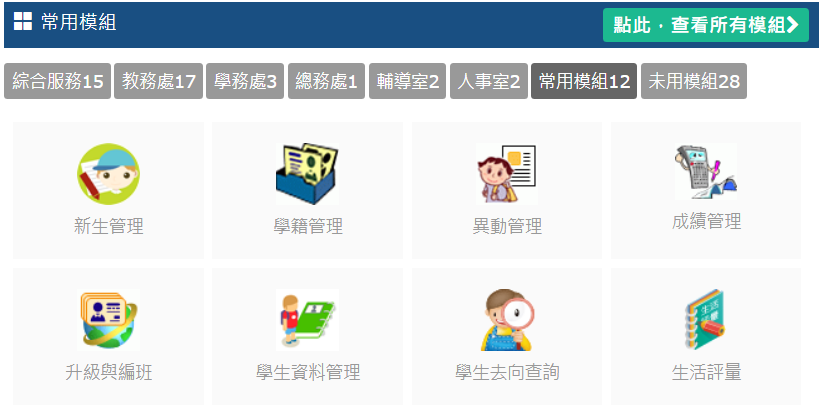 常用模組
點此‧查看所有模組
綜合服務15 教務處17 學務處3 總務處1 輔導室2 人事室2 常用模組12 未用模組28
新生管理 學籍管理 異動管理 成績管理
升級與編班 學生資料管理 學生去向查詢 生活評量